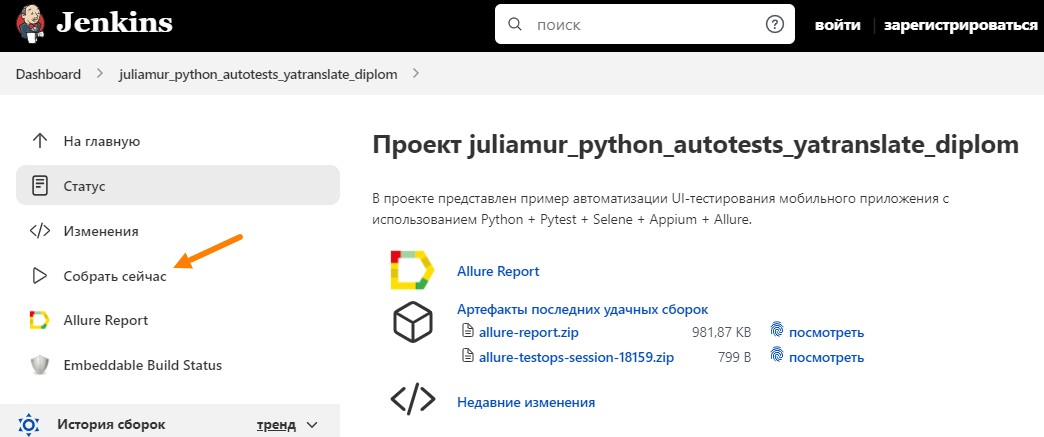 Jenkins
поиск
войти
зарегистрироваться
Dashboard
juliamur_python_autotests_yatranslate_diplom
На главную
Статус
Изменения
Собрать сейчас
Allure Report
Embeddable Build Status
История сборок
тренд
Проект juliamur_python_autotests_yatranslate_diplom
В проекте представлен пример автоматизации UI-тестирования мобильного приложения с
использованием Python + Pytest + Selene + Appium + Allure.
Allure Report
Артефакты последних удачных сборок
allure-report.zip 981,87 KB посмотреть
allure-testops-session-18159.zip 799 B посмотреть
Недавние изменения